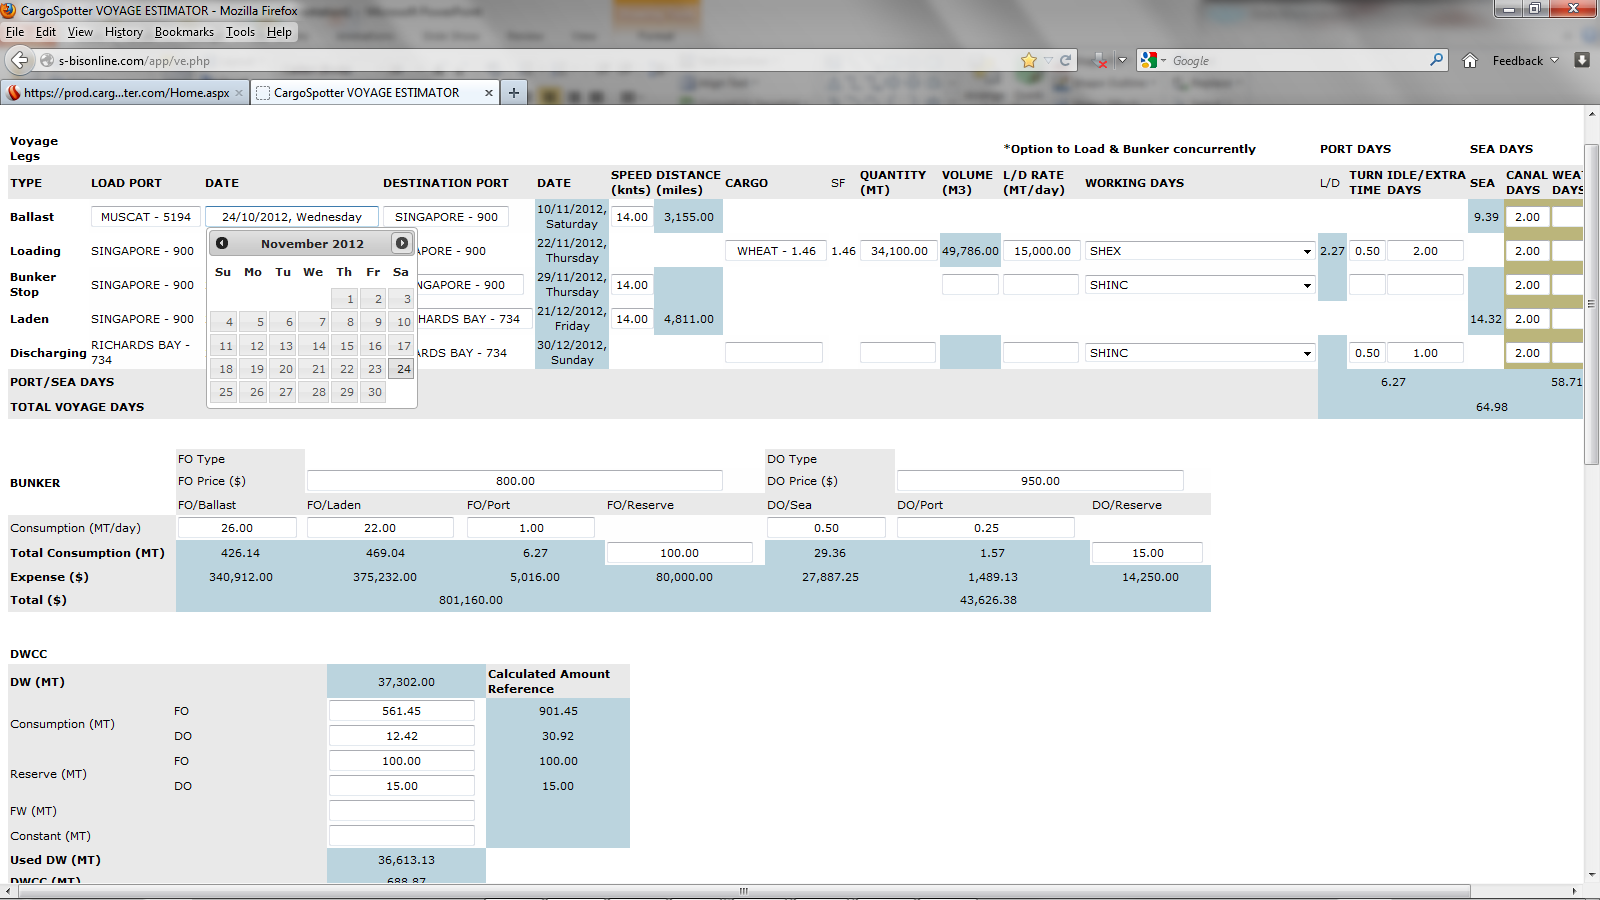 CargoSpotter VOYAGE ESTIMATOR - Mozilla Firefox
File Edit View History Bookmarks Tools Help
s-bisonline.com/app/ve.php Google Feedback
https://prod.carg...ter.com/Home.aspx CargoSpotter VOYAGE ESTIMATOR
Voyage Legs *Option to Load & Bunker concurrently PORT DAYS SEA DAYS
TYPE LOAD PORT DATE DESTINATION PORT DATE SPEED (knts) DISTANCE (miles) CARGO SF QUANTITY (MT) VOLUME (M3) L/D RATE (MT/day) WORKING DAYS L/D TURN TIME IDLE/EXTRA DAYS SEA CANAL DAYS WEA DAYS
Ballast MUSCAT - 5194 24/10/2012, Wednesday SINGAPORE - 900 10/11/2012, Saturday 14.00 3,155.00 9.39 2.00
Loading SINGAPORE - 900 GAPORE - 900 22/11/2012, Thursday WHEAT - 1.46 1.46 34,100.00 49,786.00 15,000.00 SHEX 2.27 0.50 2.00 2.00
Bunker Stop SINGAPORE - 900 NGAPORE - 900 29/11/2012, Thursday 14.00 SHINC 2.00
Laden SINGAPORE - 900 HARDS BAY - 734 21/12/2012, Friday 14.00 4,811.00 14.32 2.00
Discharging RICHARDS BAY - 734 ARDS BAY - 734 30/12/2012, Sunday SHINC 0.50 1.00 2.00
PORT/SEA DAYS 6.27 58.71
TOTAL VOYAGE DAYS 64.98
November 2012
Su Mo Tu We Th Fr Sa
1 2 3
4 5 6 7 8 9 10
11 12 13 14 15 16 17
18 19 20 21 22 23 24
25 26 27 28 29 30
BUNKER
FO Type DO Type
FO Price ($) 800.00 DO Price ($) 950.00
FO/Ballast FO/Laden FO/Port FO/Reserve DO/Sea DO/Port DO/Reserve
Consumption (MT/day) 26.00 22.00 1.00 0.50 0.25
Total Consumption (MT) 426.14 469.04 6.27 100.00 29.36 1.57 15.00
Expense ($) 340,912.00 375,232.00 5,016.00 80,000.00 27,887.25 1,489.13 14,250.00
Total ($) 801,160.00 43,626.38
DWCC
DW (MT) 37,302.00 Calculated Amount Reference
Consumption (MT) FO 561.45 901.45
DO 12.42 30.92
Reserve (MT) FO 100.00 100.00
DO 15.00 15.00
FW (MT)
Constant (MT)
Used DW (MT) 36,613.13
DWCC (MT) 688.87